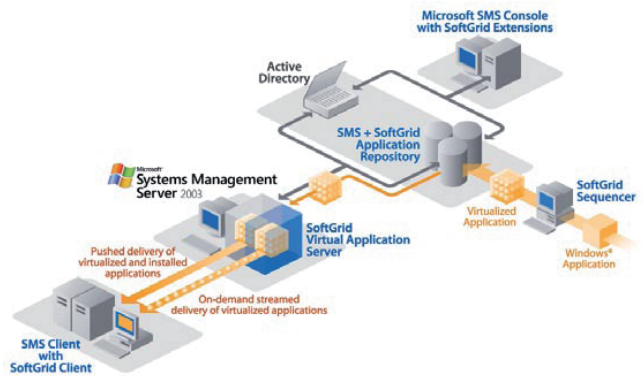 Microsoft SMS Console
with SoftGrid Extensions
Active
Directory
SMS + SoftGrid
Application
Repository
Microsoft
Systems Management
Server 2003
SoftGrid
Sequencer
Virtualized
Application
Windows®
Application
SoftGrid
Virtual Application
Server
Pushed delivery of
virtualized and installed
applications
On-demand streamed
delivery of virtualized applications
SMS Client
with
SoftGrid Client